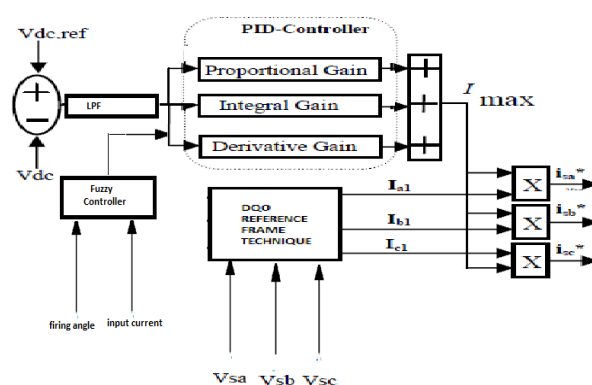 Vdc.ref
PID-Controller
Proportional Gain
I max
LPF
Integral Gain
Derivative Gain
Vdc
Fuzzy
Controller
DQO
REFERENCE
FRAME
TECHNIQUE
Ia1
Ib1
Ic1
X
isa*
X
isb*
X
isc*
firing angle
input current
Vsa
Vsb
Vsc